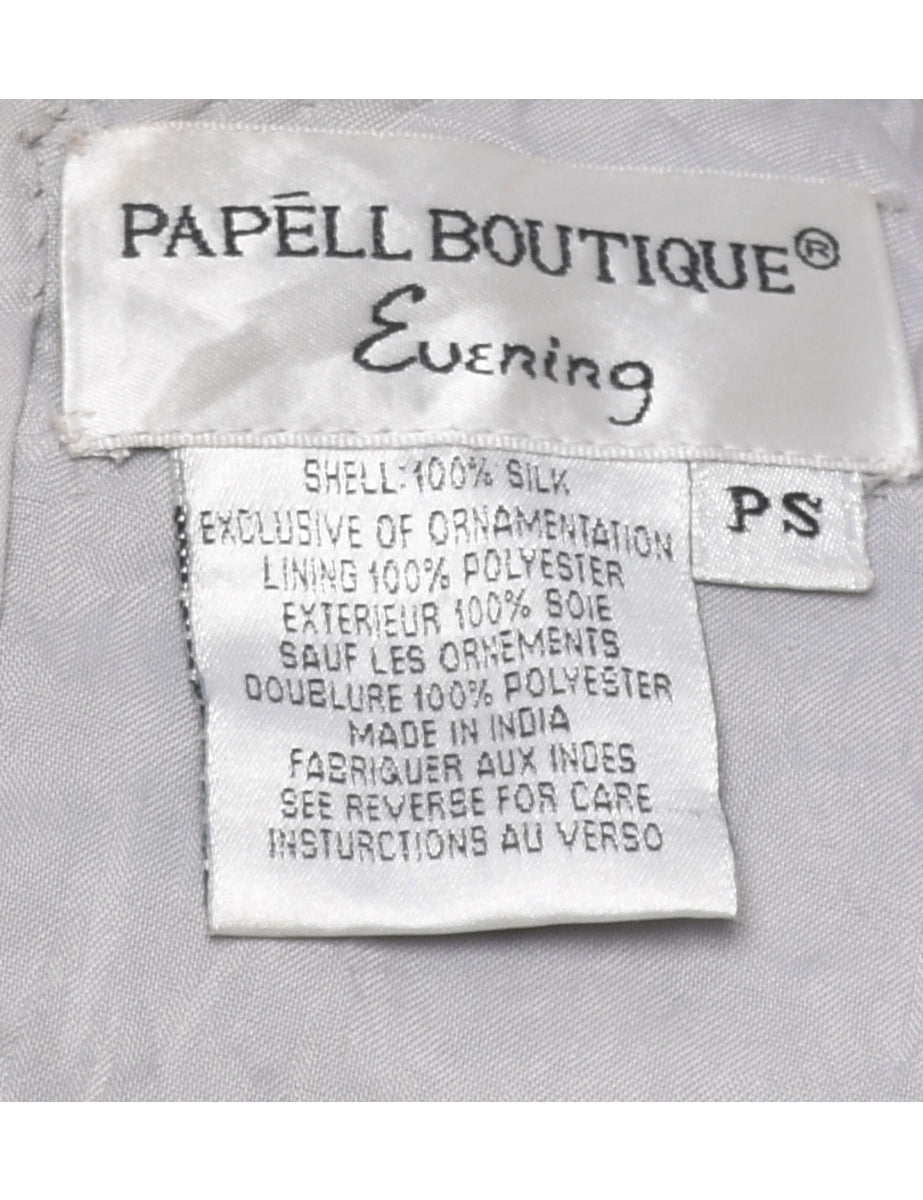 PAPÉLL BOUTIQUE®
Evening
SHELL: 100% SILK
EXCLUSIVE OF ORNAMENTATION
LINING 100% POLYESTER
EXTERIEUR 100% SOIE
SAUF LES ORNEMENTS
DOUBLURE 100% POLYESTER
MADE IN INDIA
FABRIQUER AUX INDES
SEE REVERSE FOR CARE
INSTURCTIONS AU VERSO
PS